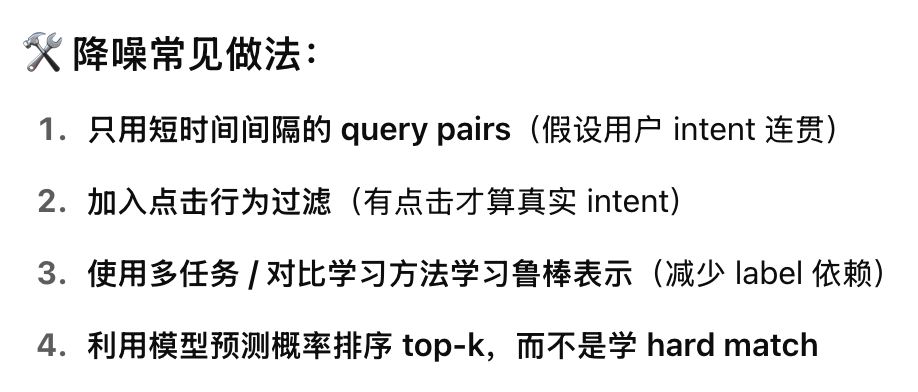 🛠️ 降噪常见做法：
1. 只用短时间间隔的 query pairs（假设用户 intent 连贯）
2. 加入点击行为过滤（有点击才算真实 intent）
3. 使用多任务 / 对比学习方法学习鲁棒表示（减少 label 依赖）
4. 利用模型预测概率排序 top-k，而不是学 hard match